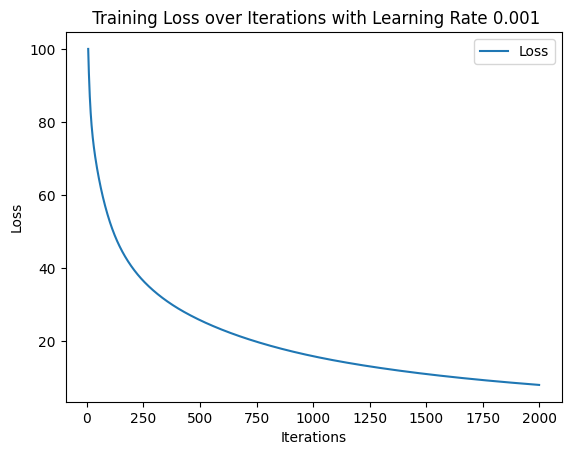 Training Loss over Iterations with Learning Rate 0.001
Loss
100
80
60
40
20
Loss
0 250 500 750 1000 1250 1500 1750 2000
Iterations